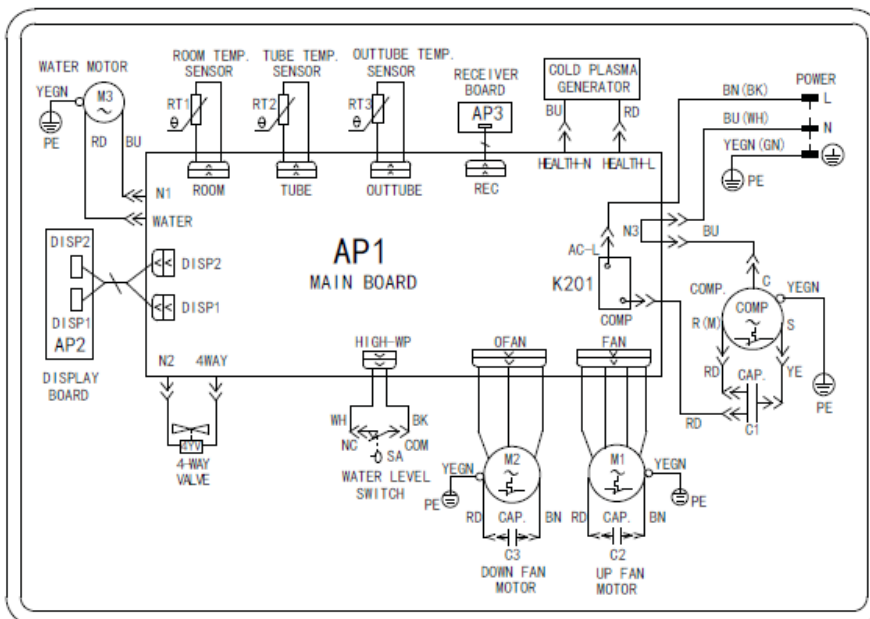 ROOM TEMP. SENSOR
TUBE TEMP. SENSOR
OUTTUBE TEMP. SENSOR
WATER MOTOR
RECEIVER BOARD
COLD PLASMA GENERATOR
POWER
YEGN
M3
~
PE
RD
BU
RT1
θ
RT2
θ
RT3
θ
AP3
BU
RD
BN(BK)
L
BU(WH)
N
YEGN(GN)
PE
HEALTH-N
HEALTH-L
ROOM
TUBE
OUTTUBE
REC
N1
WATER
N3
BU
AP1
MAIN BOARD
AC-L
K201
COMP
DISP2
DISP1
AP2
DISPLAY BOARD
DISP2
DISP1
COMP.
C
YEGN
COMP
~
R(M)
S
RD
CAP.
YE
C1
RD
PE
N2
4WAY
HIGH-WP
OFAN
FAN
4YV
4-WAY VALVE
WH
BK
NC
COM
SA
WATER LEVEL SWITCH
M2
~
YEGN
PE
RD
CAP.
BN
C3
DOWN FAN MOTOR
M1
~
YEGN
PE
RD
CAP.
BN
C2
UP FAN MOTOR